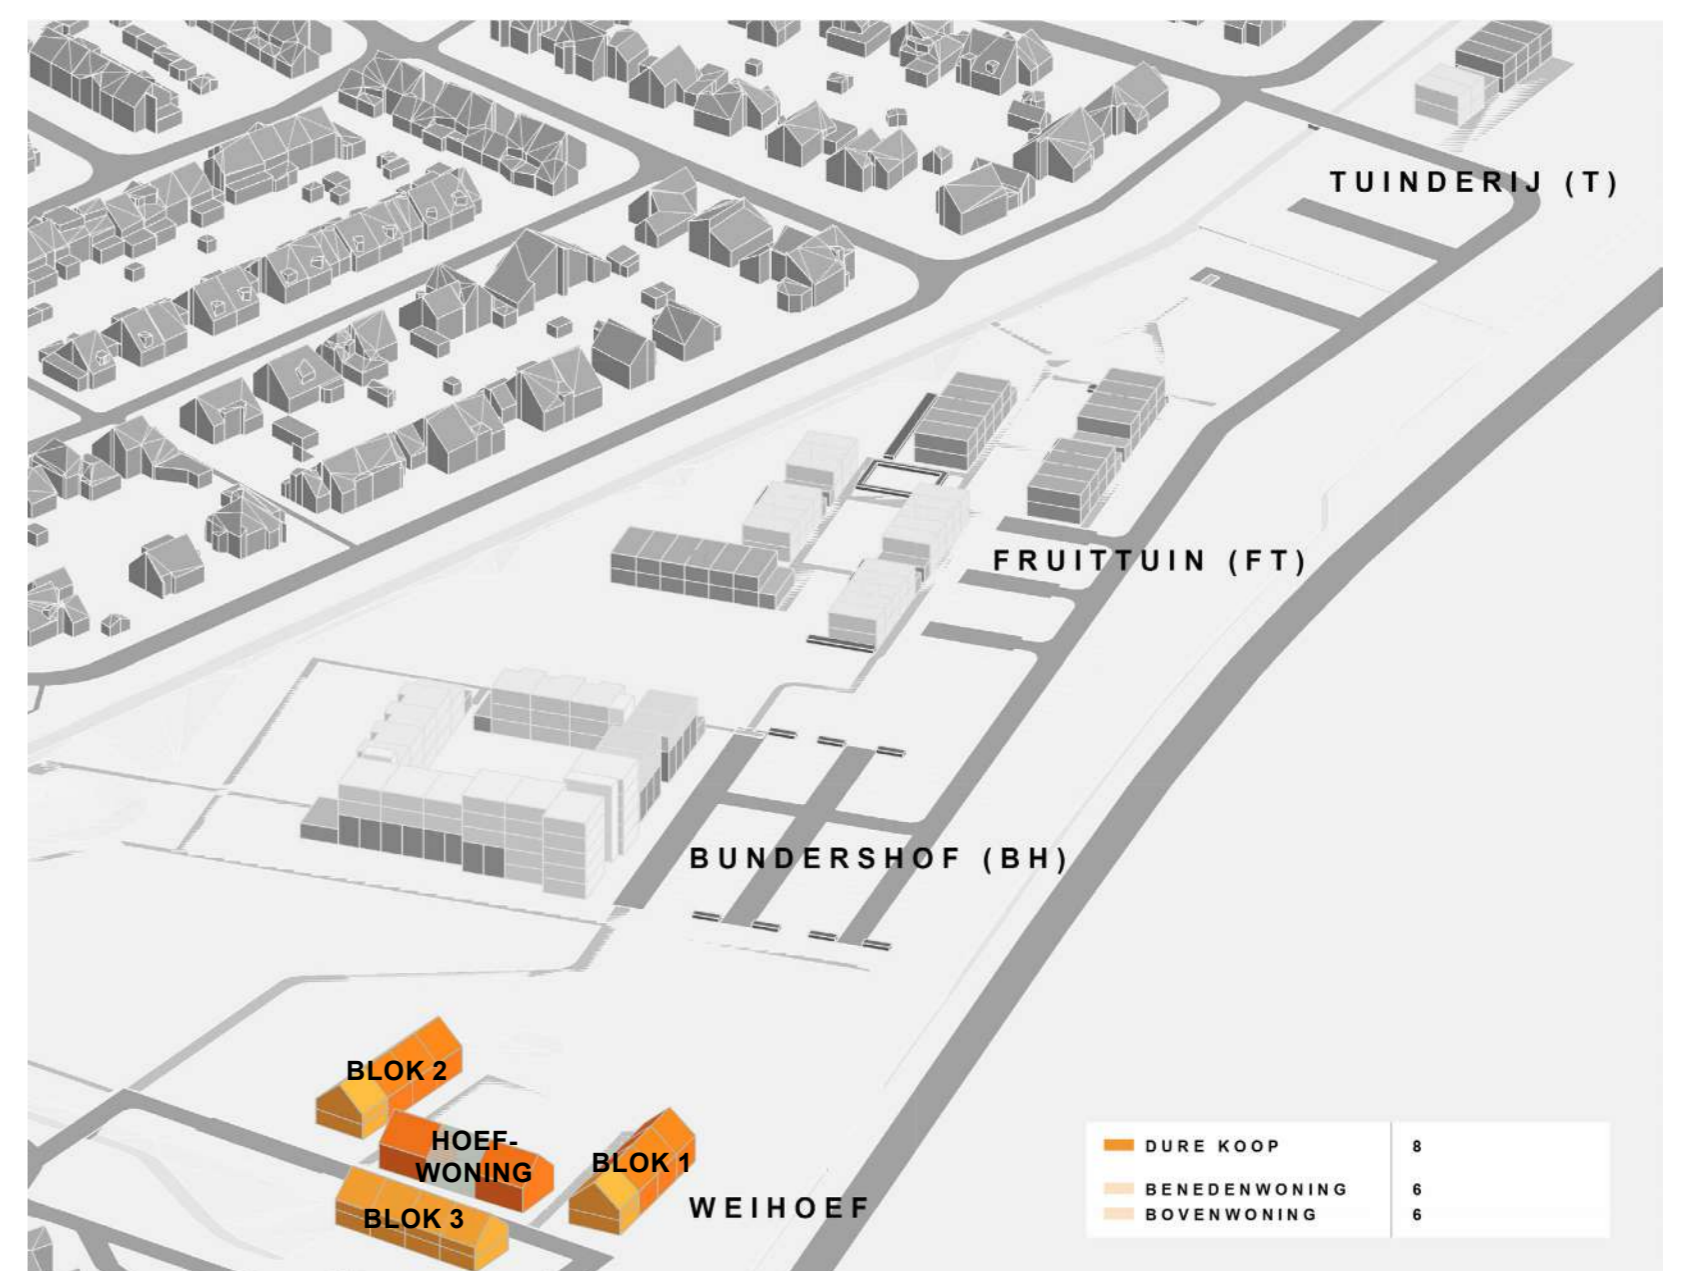 TUINDERIJ (T)
FRUITTUIN (FT)
BUNDERSHOF (BH)
BLOK 2
HOEF-
WONING
BLOK 1
BLOK 3
WEIHOEF
DURE KOOP 8
BENEDENWONING 6
BOVENWONING 6